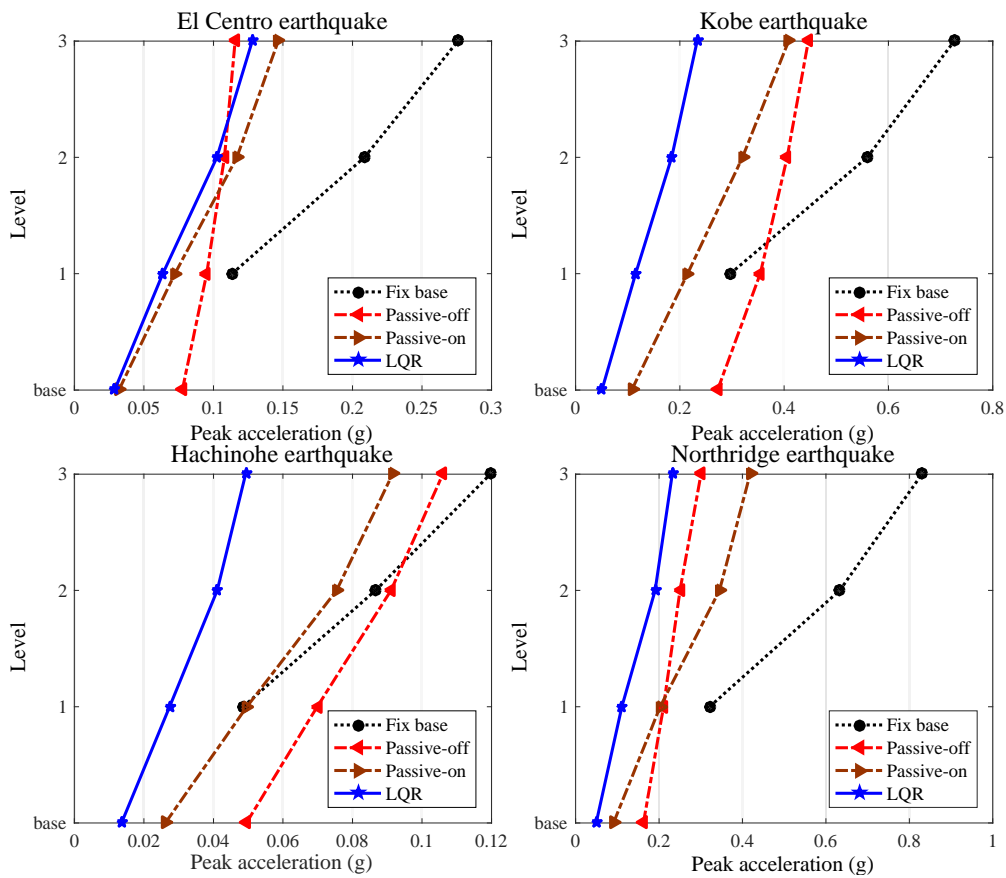 El Centro earthquake
3
2
1
base
Level
0
0.05
0.1
0.15
0.2
0.25
0.3
Peak acceleration (g)
Fix base
Passive-off
Passive-on
LQR
Kobe earthquake
3
2
1
base
Level
0
0.2
0.4
0.6
0.8
Peak acceleration (g)
Fix base
Passive-off
Passive-on
LQR
Hachinohe earthquake
3
2
1
base
Level
0
0.02
0.04
0.06
0.08
0.1
0.12
Peak acceleration (g)
Fix base
Passive-off
Passive-on
LQR
Northridge earthquake
3
2
1
base
Level
0
0.2
0.4
0.6
0.8
1
Peak acceleration (g)
Fix base
Passive-off
Passive-on
LQR